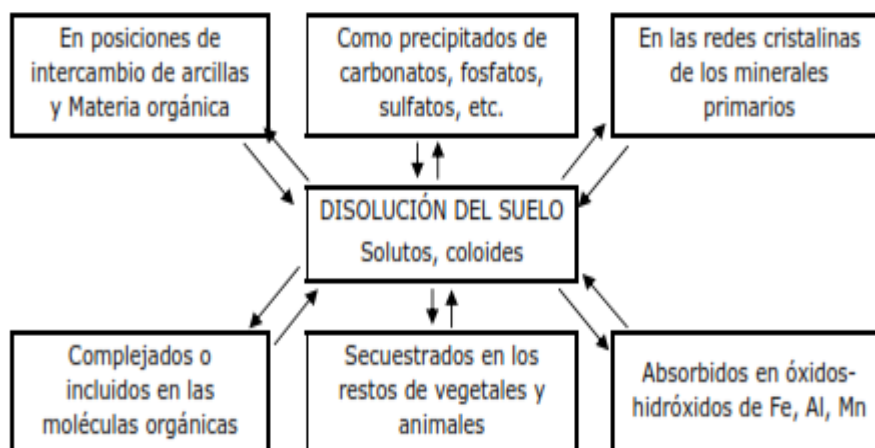 En posiciones de
intercambio de arcillas
y Materia orgánica
Como precipitados de
carbonatos, fosfatos,
sulfatos, etc.
En las redes cristalinas
de los minerales
primarios
DISOLUCIÓN DEL SUELO
Solutos, coloides
Complejados o
incluidos en las
moléculas orgánicas
Secuestrados en los
restos de vegetales y
animales
Absorbidos en óxidos-
hidróxidos de Fe, Al, Mn